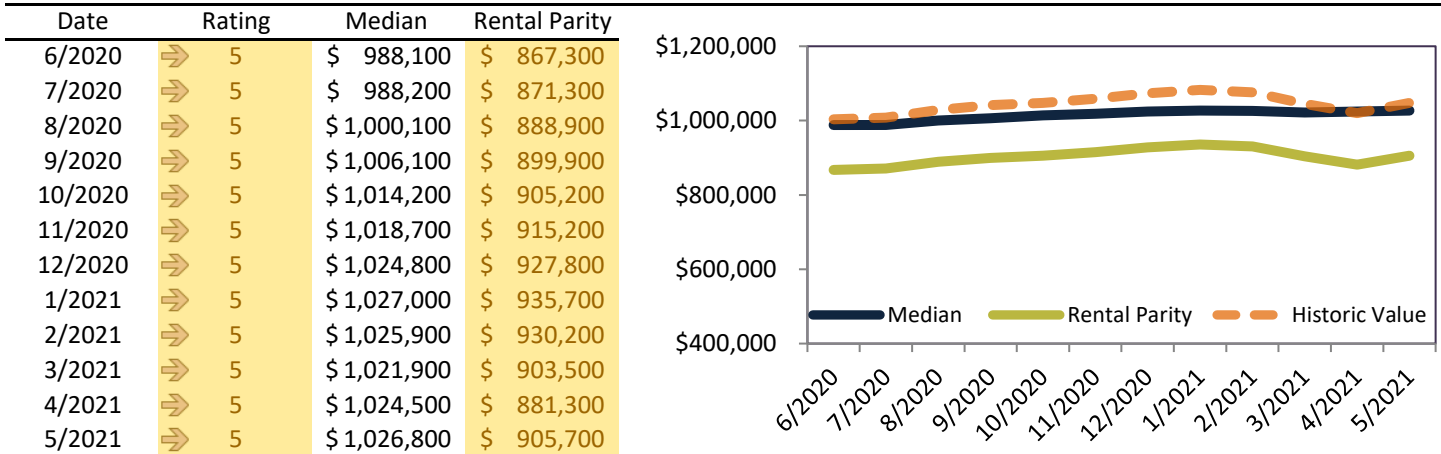 Date Rating Median Rental Parity
6/2020 5 $ 988,100 $ 867,300
7/2020 5 $ 988,200 $ 871,300
8/2020 5 $ 1,000,100 $ 888,900
9/2020 5 $ 1,006,100 $ 899,900
10/2020 5 $ 1,014,200 $ 905,200
11/2020 5 $ 1,018,700 $ 915,200
12/2020 5 $ 1,024,800 $ 927,800
1/2021 5 $ 1,027,000 $ 935,700
2/2021 5 $ 1,025,900 $ 930,200
3/2021 5 $ 1,021,900 $ 903,500
4/2021 5 $ 1,024,500 $ 881,300
5/2021 5 $ 1,026,800 $ 905,700
$1,200,000
$1,000,000
$800,000
$600,000
$400,000
Median Rental Parity Historic Value
6/2020 7/2020 8/2020 9/2020 10/2020 11/2020 12/2020 1/2021 2/2021 3/2021 4/2021 5/2021